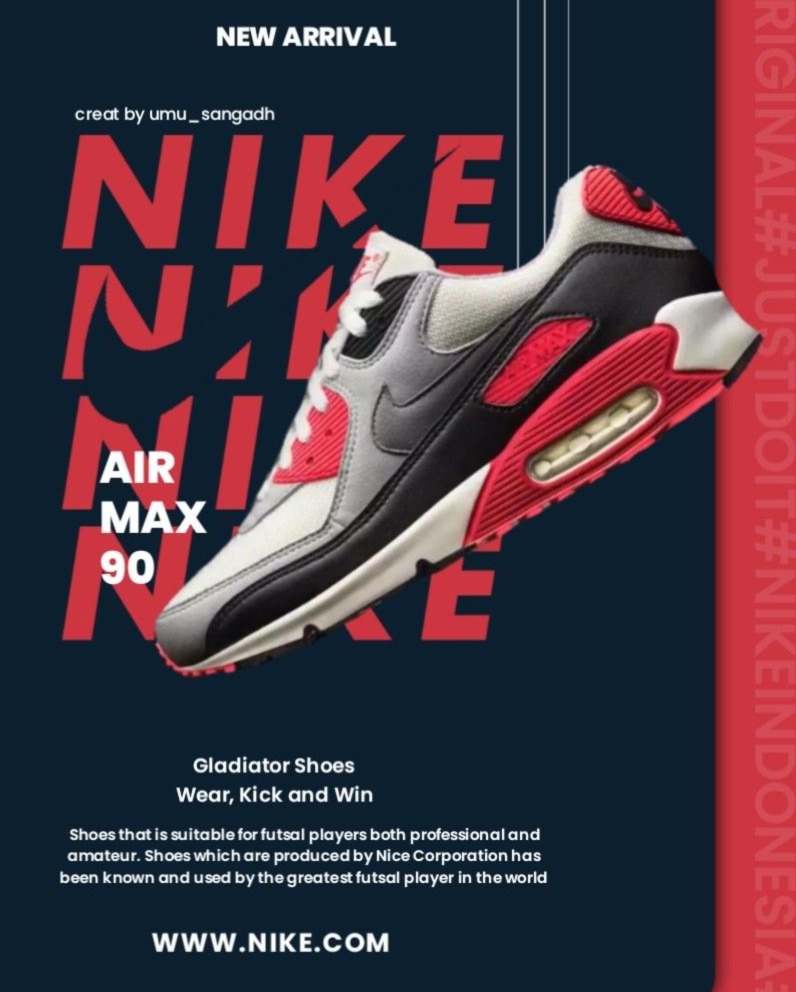 NEW ARRIVAL
creat by umu_sangadh
NIKE
NIKE
NIKE
NIKE
AIR
MAX
90
Gladiator Shoes
Wear, Kick and Win
Shoes that is suitable for futsal players both professional and
amateur. Shoes which are produced by Nice Corporation has
been known and used by the greatest futsal player in the world
WWW.NIKE.COM
RIGINAL#JUSTDOIT#NIKEINDONESIA#